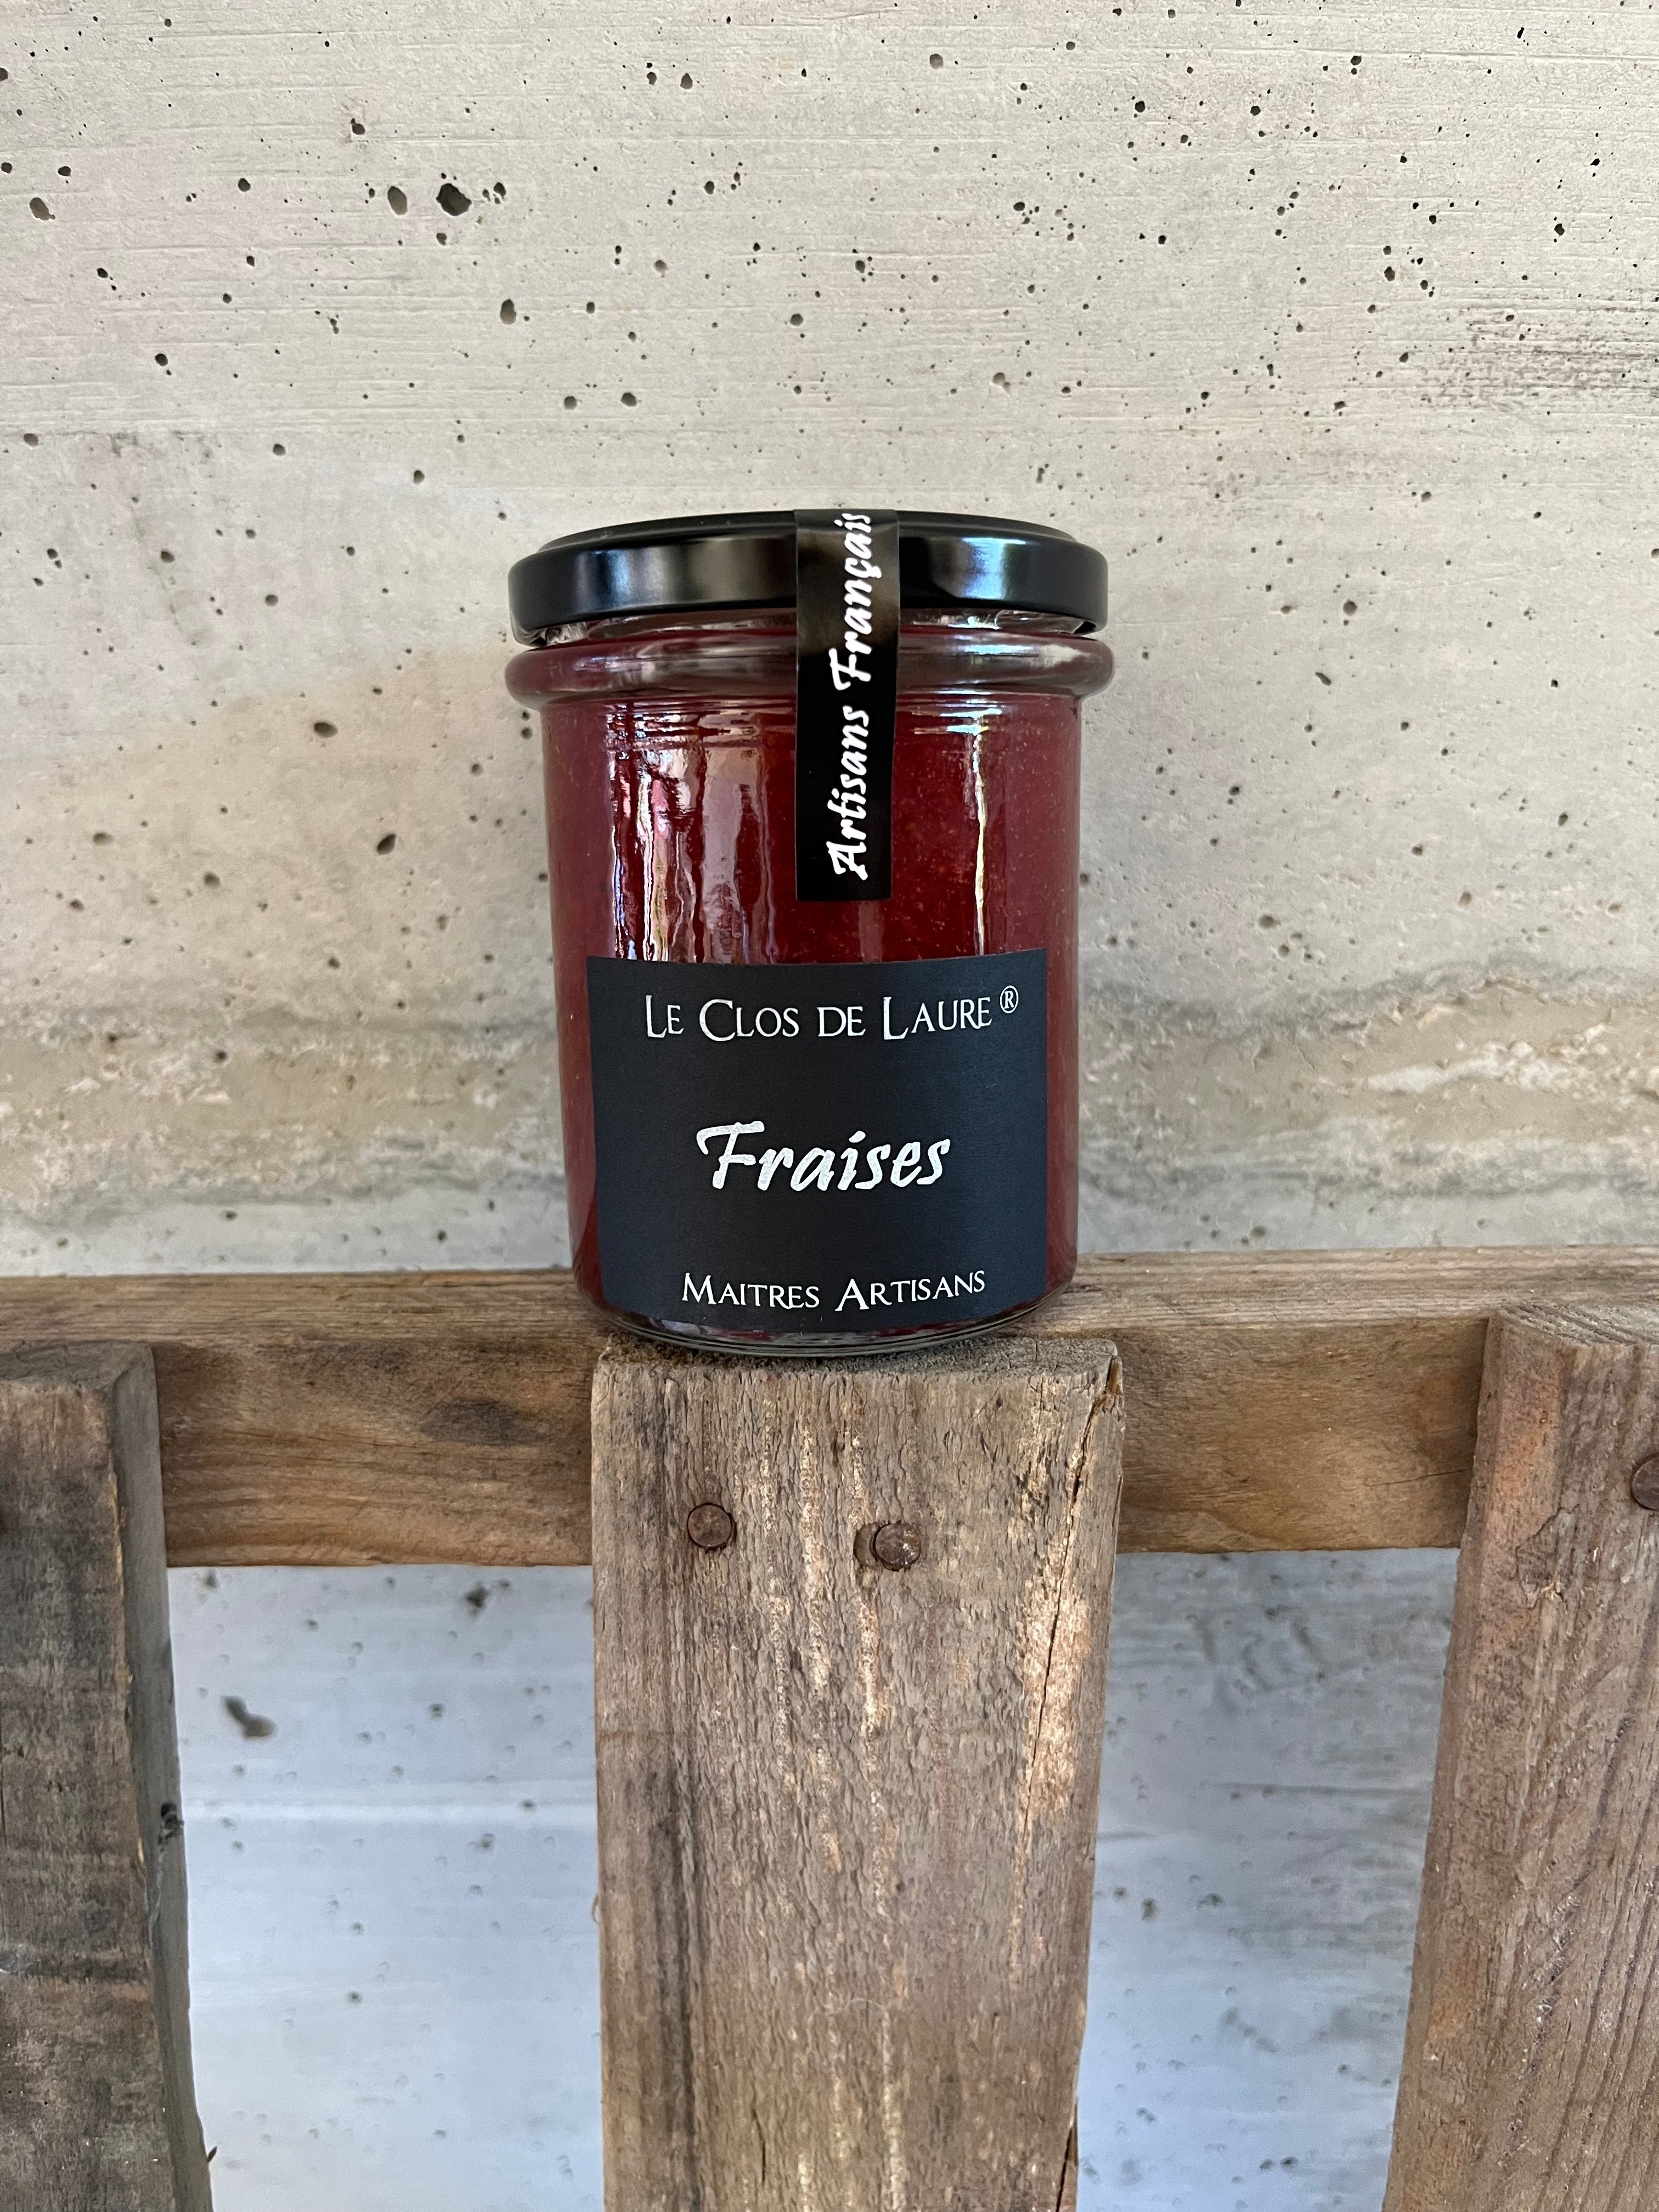 Artisans Français
LE CLOS DE LAURE®
Fraises
MAITRES ARTISANS